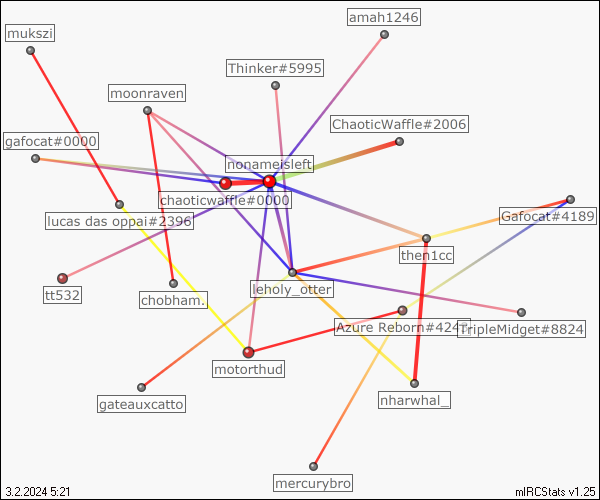 amah1246
mukszi
Thinker#5995
moonraven
ChaoticWaffle#2006
gafocat#0000
nonameisleft
chaoticwaffle#0000
lucas das oppai#2396
Gafocat#4189
then1cc
leholy_otter
tt532
chobham.
Azure Reborn#424
TripleMidget#8824
motorthud
gateauxcatto
nharwhal_
mercurybro
3.2.2024 5:21
mIRCStats v1.25